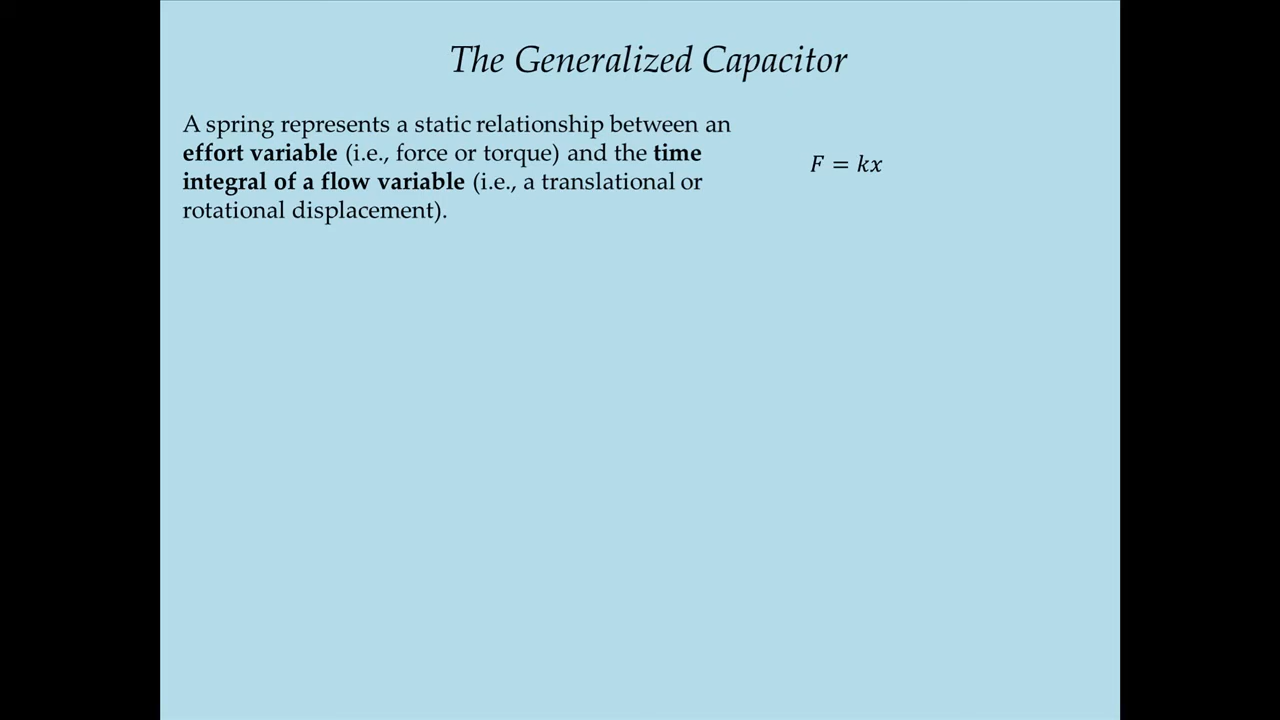 The Generalized Capacitor
A spring represents a static relationship between an
effort variable (i.e., force or torque) and the time
integral of a flow variable (i.e., a translational or
rotational displacement).
F = kx